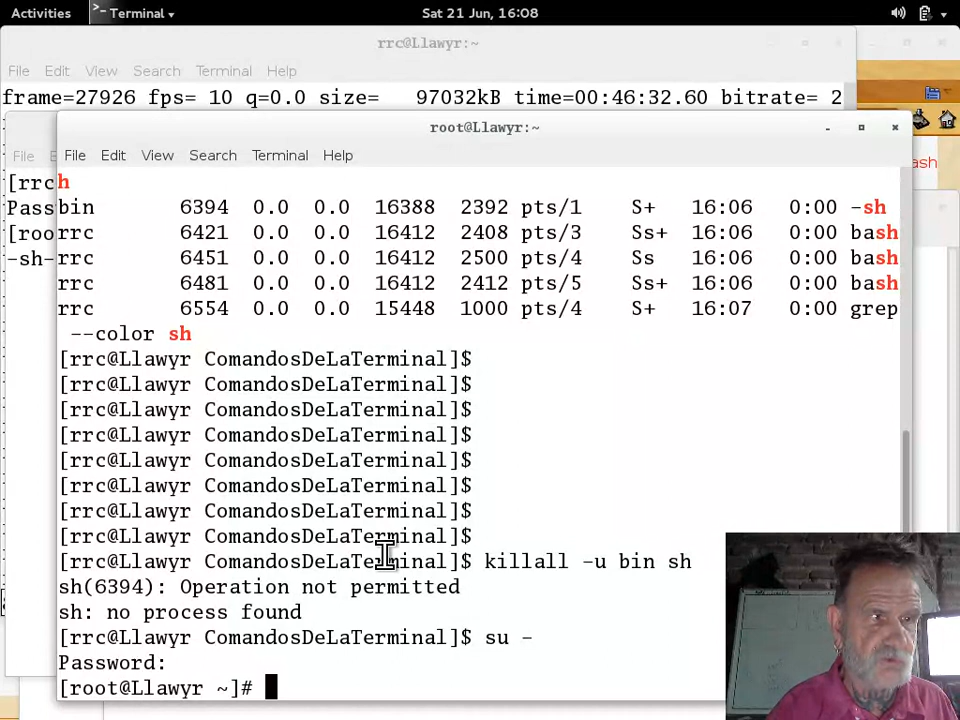 Activities >_ Terminal Sat 21 Jun, 16:08
rrc@Llawyr:~
File Edit View Search Terminal Help
frame=27926 fps= 10 q=0.0 size= 97032kB time=00:46:32.60 bitrate= 2
root@Llawyr:~
File
File Edit View Search Terminal Help
ash
[rrc
Pass
[roo
-sh-
h
bin 6394 0.0 0.0 16388 2392 pts/1 S+ 16:06 0:00 -sh
rrc 6421 0.0 0.0 16412 2408 pts/3 Ss+ 16:06 0:00 bash
rrc 6451 0.0 0.0 16412 2500 pts/4 Ss 16:06 0:00 bash
rrc 6481 0.0 0.0 16412 2412 pts/5 Ss+ 16:06 0:00 bash
rrc 6554 0.0 0.0 15448 1000 pts/4 S+ 16:07 0:00 grep
--color sh
[rrc@Llawyr ComandosDeLaTerminal]$
[rrc@Llawyr ComandosDeLaTerminal]$
[rrc@Llawyr ComandosDeLaTerminal]$
[rrc@Llawyr ComandosDeLaTerminal]$
[rrc@Llawyr ComandosDeLaTerminal]$
[rrc@Llawyr ComandosDeLaTerminal]$
[rrc@Llawyr ComandosDeLaTerminal]$
[rrc@Llawyr ComandosDeLaTerminal]$
[rrc@Llawyr ComandosDeLaTerminal]$ killall -u bin sh
sh(6394): Operation not permitted
sh: no process found
[rrc@Llawyr ComandosDeLaTerminal]$ su -
Password:
[root@Llawyr ~]#